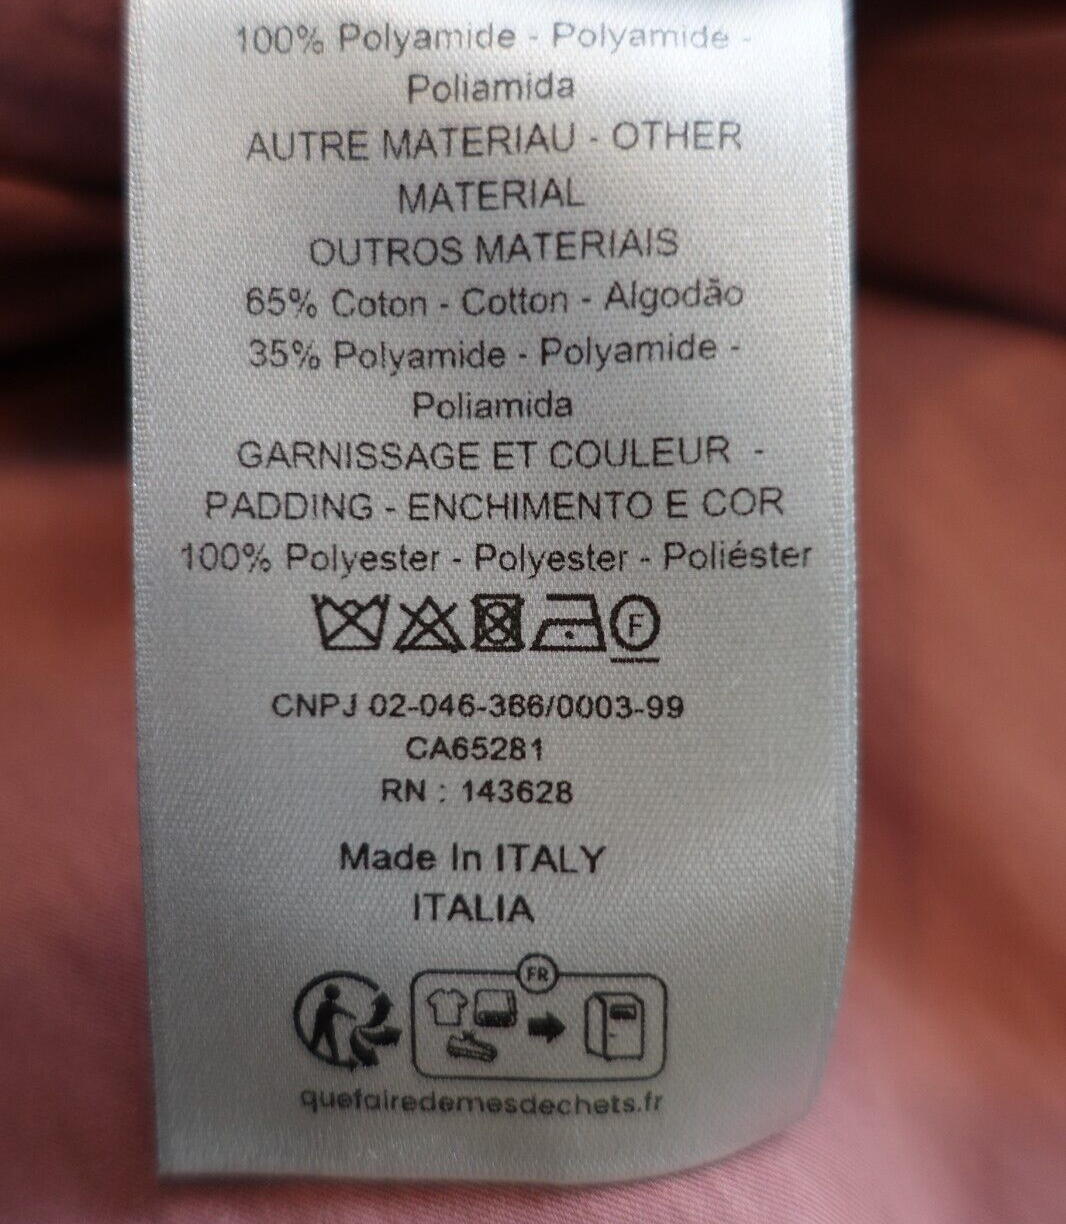 100% Polyamide - Polyamide -
Poliamida
AUTRE MATERIAU - OTHER
MATERIAL
OUTROS MATERIAIS
65% Coton - Cotton - Algodão
35% Polyamide - Polyamide -
Poliamida
GARNISSAGE ET COULEUR -
PADDING - ENCHIMENTO E COR
100% Polyester - Polyester - Poliéster
F
CNPJ 02-046-366/0003-99
CA65281
RN : 143628
Made In ITALY
ITALIA
FR
quefairedemesdechets.fr